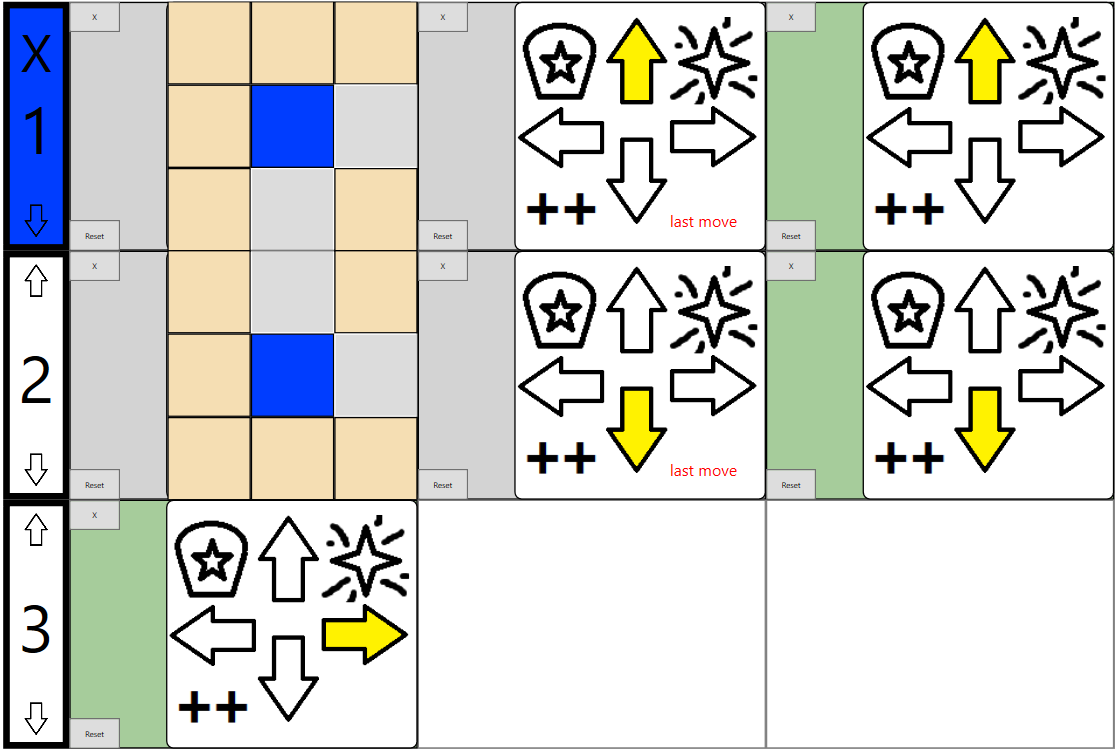 X
X
X
X
1
++
last move
++
Reset
Reset
Reset
X
X
X
2
++
last move
++
Reset
Reset
Reset
X
3
++
Reset